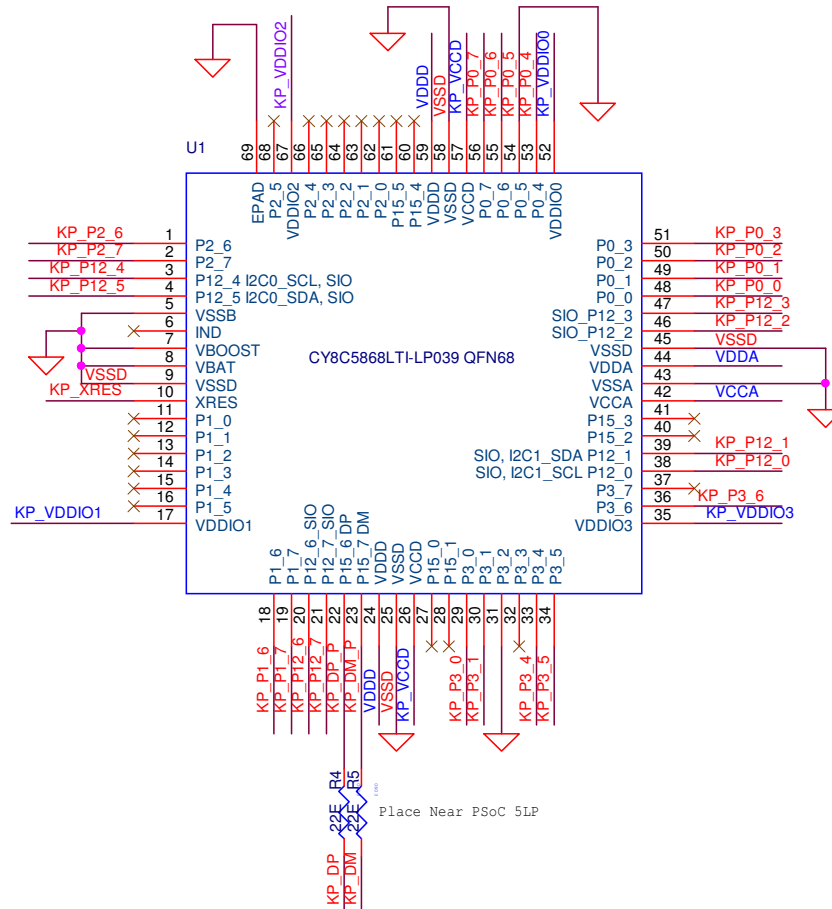 KP_VDDIO2
VDDD
VSSD
KP_VCCD
KP_P0_7
KP_P0_6
KP_P0_5
KP_P0_4
KP_VDDIO0
U1
69
68
67
66
65
64
63
62
61
60
59
58
57
56
55
54
53
52
EPAD
P2_5
VDDIO2
P2_4
P2_3
P2_2
P2_1
P2_0
P15_5
P15_4
VDDD
VSSD
VCCD
P0_7
P0_6
P0_5
P0_4
VDDIO0
KP_P2_6 1 P2_6
KP_P2_7 2 P2_7
KP_P12_4 3 P12_4 I2C0_SCL, SIO
KP_P12_5 4 P12_5 I2C0_SDA, SIO
5 VSSB
6 IND
7 VBOOST
8 VBAT
VSSD 9 VSSD
KP_XRES 10 XRES
11 P1_0
12 P1_1
13 P1_2
14 P1_3
15 P1_4
16 P1_5
KP_VDDIO1 17 VDDIO1
CY8C5868LTI-LP039 QFN68
P0_3 51 KP_P0_3
P0_2 50 KP_P0_2
P0_1 49 KP_P0_1
P0_0 48 KP_P0_0
SIO_P12_3 47 KP_P12_3
SIO_P12_2 46 KP_P12_2
VSSD 45 VSSD
VDDA 44 VDDA
VSSA 43
VCCA 42 VCCA
P15_3 41
P15_2 40
SIO, I2C1_SDA P12_1 39 KP_P12_1
SIO, I2C1_SCL P12_0 38 KP_P12_0
P3_7 37
P3_6 36 KP_P3_6
VDDIO3 35 KP_VDDIO3
P1_6
P1_7
P12_6_SIO
P12_7_SIO
P15_6 DP
P15_7 DM
VDDD
VSSD
VCCD
P15_0
P15_1
P3_0
P3_1
P3_2
P3_3
P3_4
P3_5
18
19
20
21
22
23
24
25
26
27
28
29
30
31
32
33
34
KP_P1_6
KP_P1_7
KP_P12_6
KP_P12_7
KP_DP_P
KP_DM_P
VDDD
VSSD
KP_VCCD
KP_P3_0
KP_P3_1
KP_P3_4
KP_P3_5
R4
R5
22E
22E
Place Near PSoC 5LP
KP_DP
KP_DM